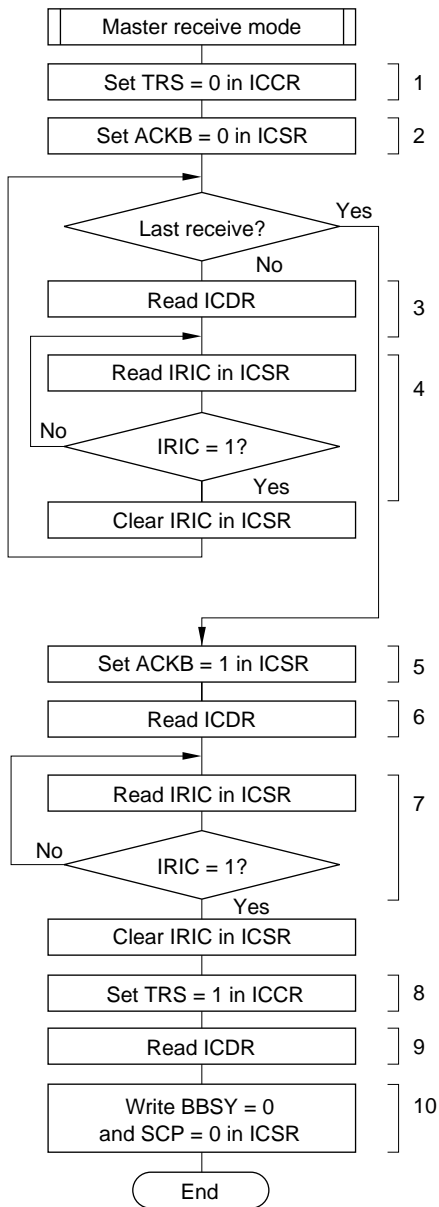 Master receive mode
Set TRS = 0 in ICCR
1
Set ACKB = 0 in ICSR
2
Last receive?
Yes
No
Read ICDR
3
Read IRIC in ICSR
4
No
IRIC = 1?
Yes
Clear IRIC in ICSR
Set ACKB = 1 in ICSR
5
Read ICDR
6
Read IRIC in ICSR
7
No
IRIC = 1?
Yes
Clear IRIC in ICSR
Set TRS = 1 in ICCR
8
Read ICDR
9
Write BBSY = 0
and SCP = 0 in ICSR
10
End